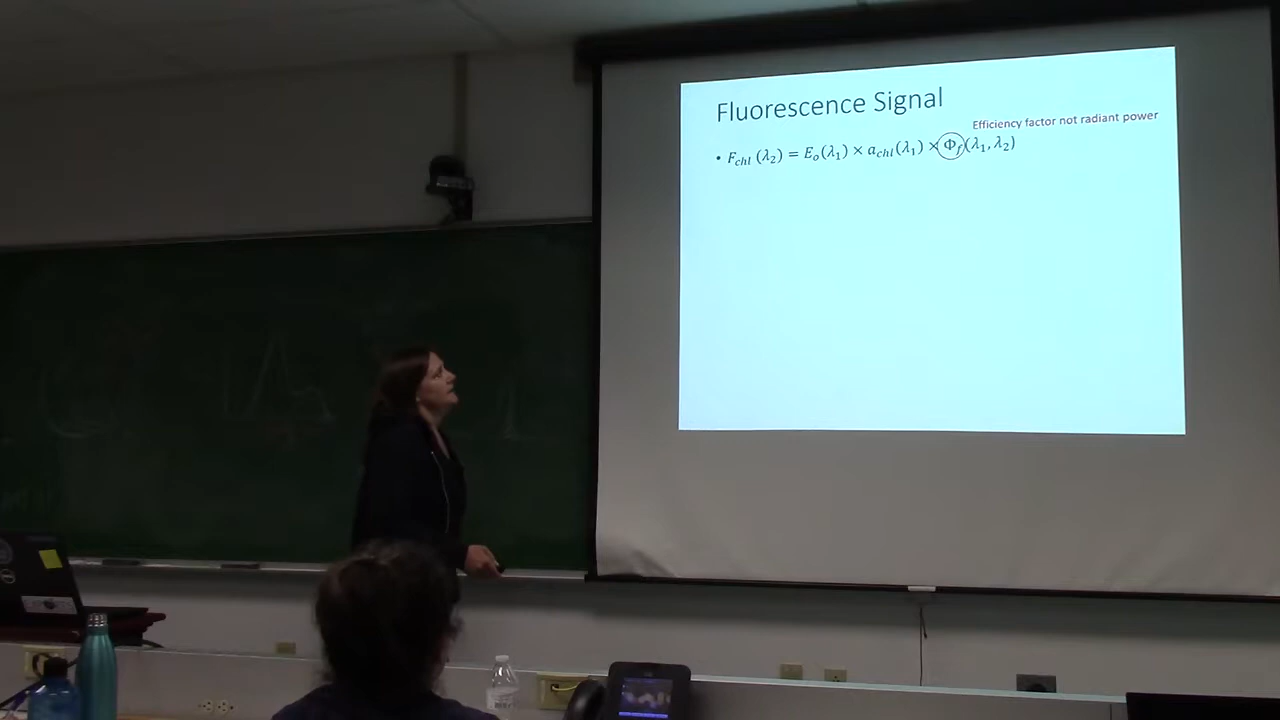 Fluorescence Signal
Efficiency factor not radiant power
• F_chl (λ₂) = E_o(λ₁) × a_chl(λ₁) × Φ_f(λ₁, λ₂)